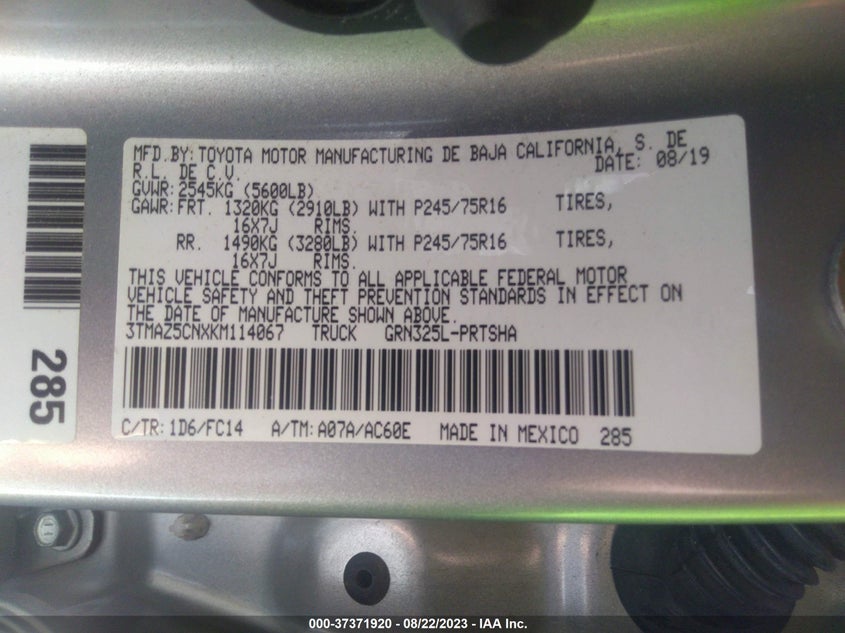 MFD.BY: TOYOTA MOTOR MANUFACTURING DE BAJA CALIFORNIA, S. DE
R.L. DE C.V. DATE: 08/19
GVWR: 2545KG (5600LB)
GAWR: FRT. 1320KG (2910LB) WITH P245/75R16 TIRES,
16X7J RIMS.
RR. 1490KG (3280LB) WITH P245/75R16 TIRES,
16X7J RIMS.
THIS VEHICLE CONFORMS TO ALL APPLICABLE FEDERAL MOTOR
VEHICLE SAFETY AND THEFT PREVENTION STANDARDS IN EFFECT ON
THE DATE OF MANUFACTURE SHOWN ABOVE.
3TMAZ5CNXKM114067 TRUCK GRN325L-PRTSHA
C/TR: 1D6/FC14 A/TM: A07A/AC60E MADE IN MEXICO 285
285
000-37371920 - 08/22/2023 - IAA Inc.